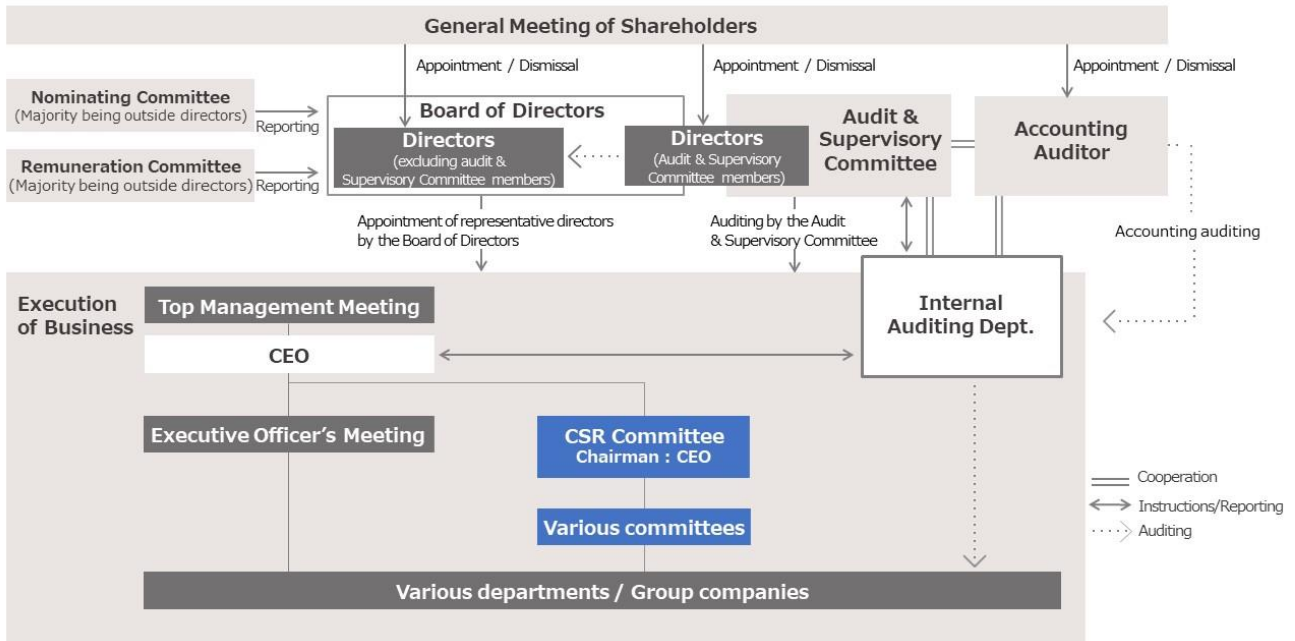 General Meeting of Shareholders
Appointment / Dismissal
Appointment / Dismissal
Appointment / Dismissal
Nominating Committee
(Majority being outside directors)
Reporting
Remuneration Committee
(Majority being outside directors)
Reporting
Board of Directors
Directors
(excluding audit &
Supervisory Committee members)
Directors
(Audit & Supervisory
Committee members)
Audit &
Supervisory
Committee
Accounting
Auditor
Appointment of representative directors
by the Board of Directors
Auditing by the Audit
& Supervisory Committee
Accounting auditing
Execution
of Business
Top Management Meeting
CEO
Internal
Auditing Dept.
Executive Officer’s Meeting
CSR Committee
Chairman : CEO
Various committees
Various departments / Group companies
Cooperation
Instructions/Reporting
Auditing